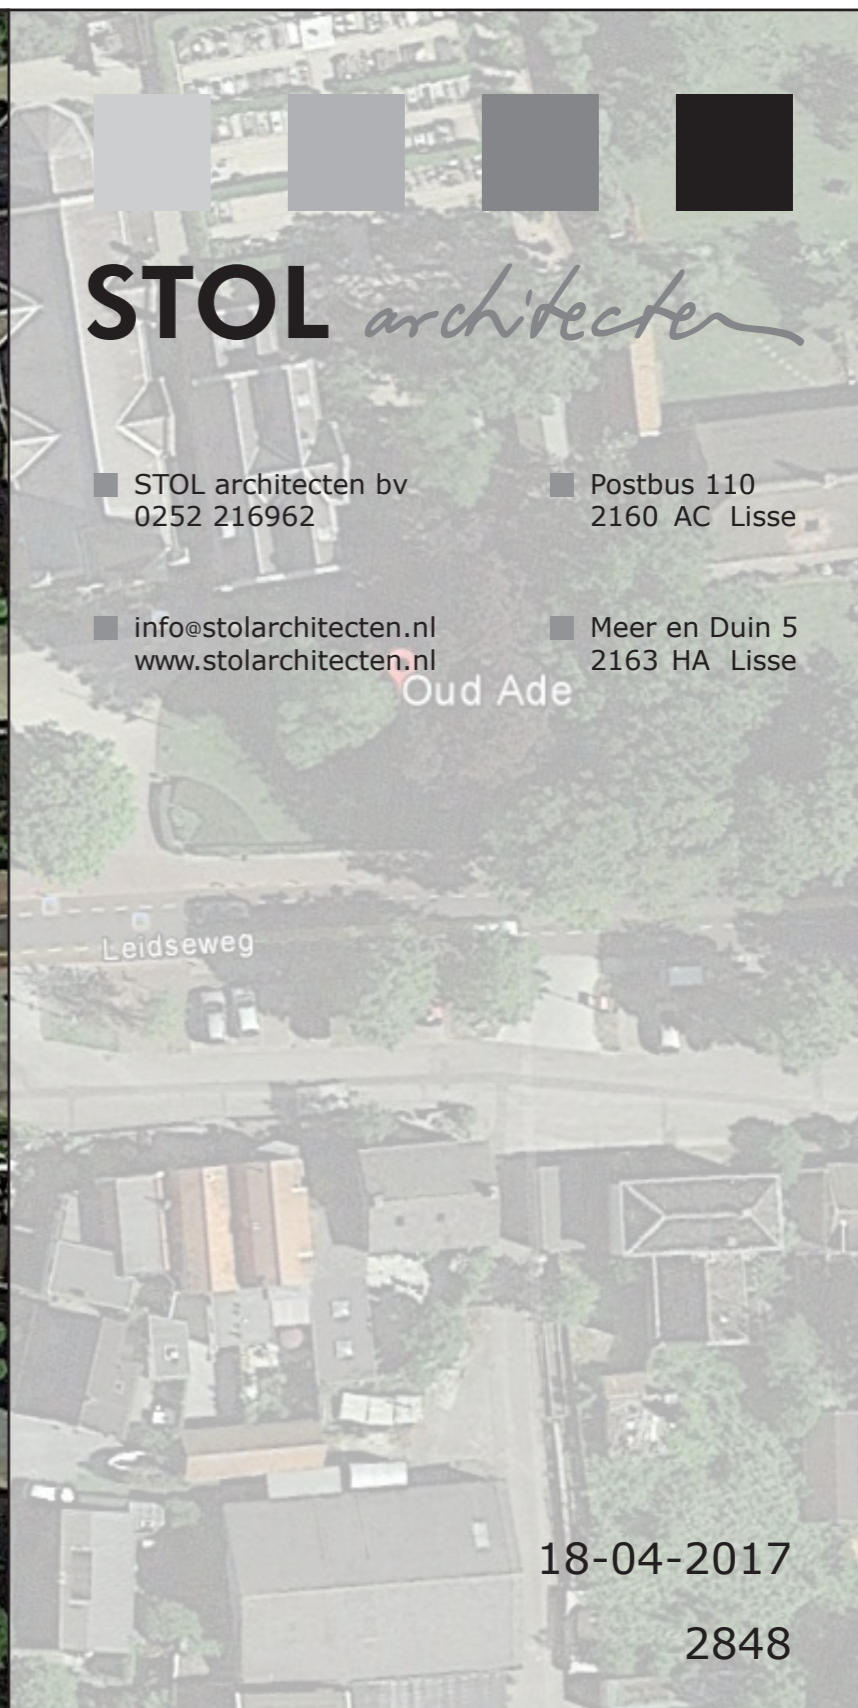 STOL architecten
STOL architecten bv
0252 216962
Postbus 110
2160 AC Lisse
info@stolarchitecten.nl
www.stolarchitecten.nl
Meer en Duin 5
2163 HA Lisse
Oud Ade
Leidseweg
18-04-2017
2848